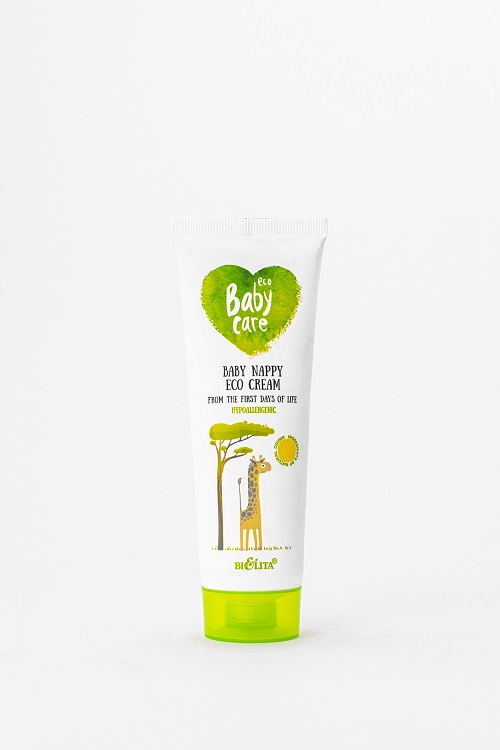 eco
Baby
care
BABY NAPPY
ECO CREAM
FROM THE FIRST DAYS OF LIFE
HYPOALLERGENIC
BIELITA